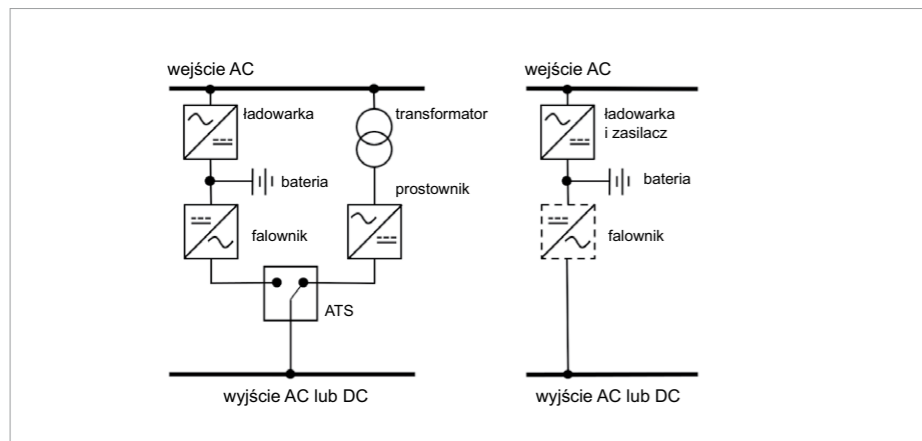 wejście AC
ładowarka
transformator
bateria
prostownik
falownik
ATS
wyjście AC lub DC
wejście AC
ładowarka
i zasilacz
bateria
falownik
wyjście AC lub DC